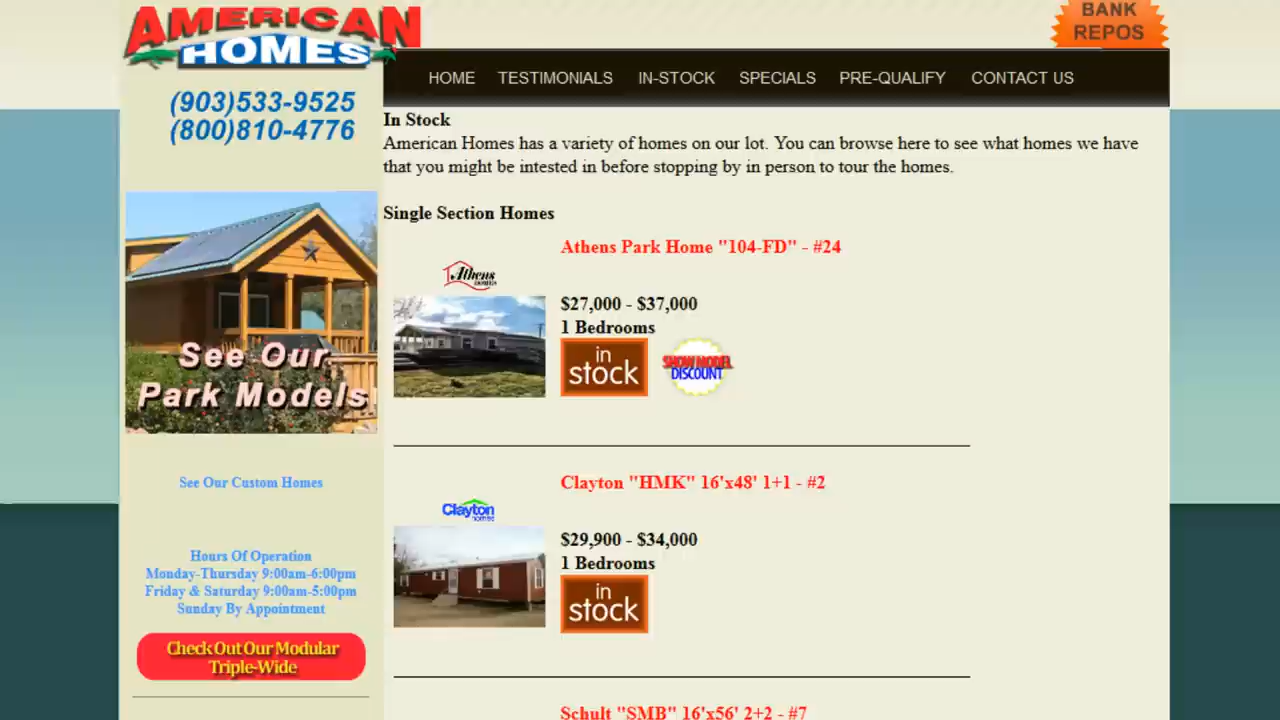 AMERICAN
HOMES
BANK
REPOS
HOME TESTIMONIALS IN-STOCK SPECIALS PRE-QUALIFY CONTACT US
(903)533-9525
(800)810-4776
See Our
Park Models
See Our Custom Homes
Hours Of Operation
Monday-Thursday 9:00am-6:00pm
Friday & Saturday 9:00am-5:00pm
Sunday By Appointment
Check Out Our Modular
Triple-Wide
In Stock
American Homes has a variety of homes on our lot. You can browse here to see what homes we have
that you might be intested in before stopping by in person to tour the homes.
Single Section Homes
Athens Park Home "104-FD" - #24
Athens
$27,000 - $37,000
1 Bedrooms
in
stock
SHOW MODEL
DISCOUNT
Clayton "HMK" 16'x48' 1+1 - #2
Clayton
homes
$29,900 - $34,000
1 Bedrooms
in
stock
Schult "SMB" 16'x56' 2+2 - #7